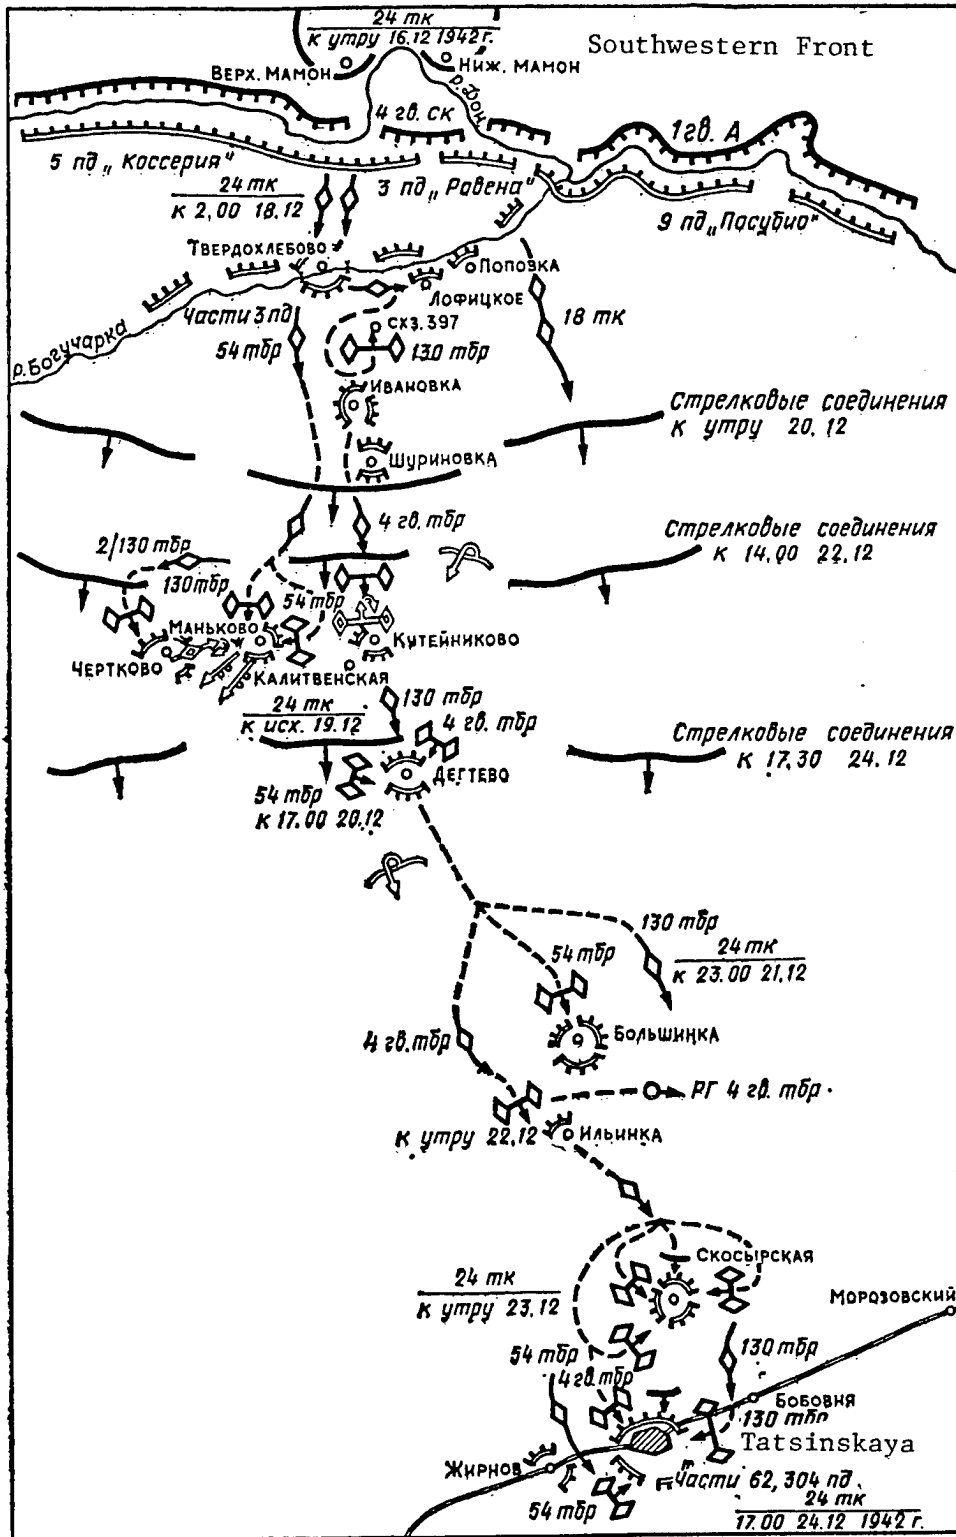 24 тк
к утру 16.12 1942 г.
Southwestern Front
Верх. Мамон
Ниж. Мамон
р. Дон
4 гв. ск
1 гв. А
5 пд „Коссерия“
3 пд „Равена“
24 тк
к 2.00 18.12
9 пд „Пасубио“
Твердохлебово
Поповка
Лофицкое
Части 3 пд
схз. 397
18 тк
54 тбр
130 тбр
р. Богучарка
Ивановка
Стрелковые соединения
к утру 20.12
Шуриновка
4 гв. тбр
Стрелковые соединения
к 14.00 22.12
2/130 тбр
130 тбр
54 тбр
Маньково
Кутейниково
Чертково
Калитвенская
24 тк
к исх. 19.12
130 тбр
4 гв. тбр
Стрелковые соединения
к 17.30 24.12
Дегтево
54 тбр
к 17.00 20.12
130 тбр
54 тбр
24 тк
к 23.00 21.12
4 гв. тбр
Большинка
РГ 4 гв. тбр.
к утру 22.12
Ильинка
Скосырская
24 тк
к утру 23.12
Морозовский
54 тбр
130 тбр
4 гв. тбр
Бобовня
130 тбр
Tatsinskaya
Жирнов
Части 62, 304 пд.
54 тбр
24 тк
17.00 24.12 1942 г.